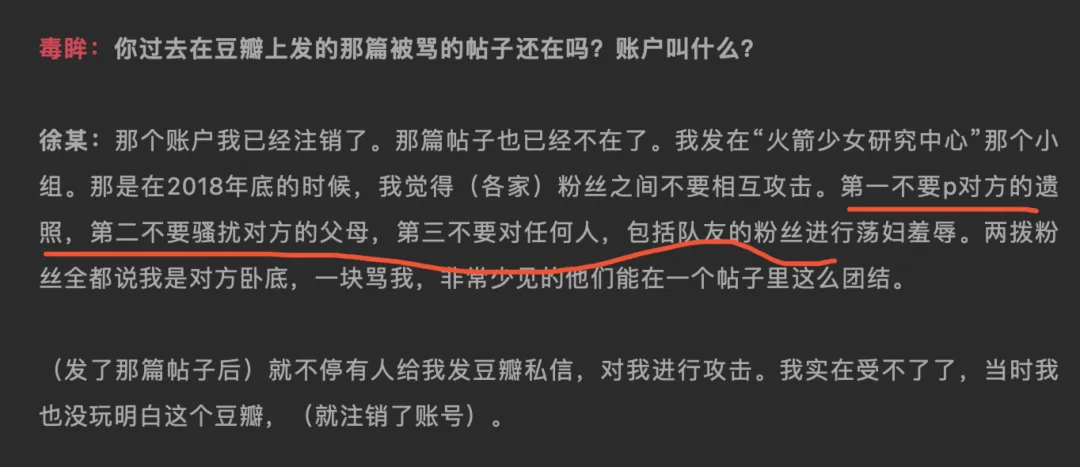 毒眸：你过去在豆瓣上发的那篇被骂的帖子还在吗？账户叫什么？
徐某：那个账户我已经注销了。那篇帖子也已经不在了。我发在“火箭少女研究中心”那个小
组。那是在2018年底的时候，我觉得（各家）粉丝之间不要相互攻击。第一不要p对方的遗
照，第二不要骚扰对方的父母，第三不要对任何人，包括队友的粉丝进行荡妇羞辱。两拨粉
丝全都说我是对方卧底，一块骂我，非常少见的他们能在一个帖子里这么团结。
（发了那篇帖子后）就不停有人给我发豆瓣私信，对我进行攻击。我实在受不了了，当时我
也没玩明白这个豆瓣，（就注销了账号）。